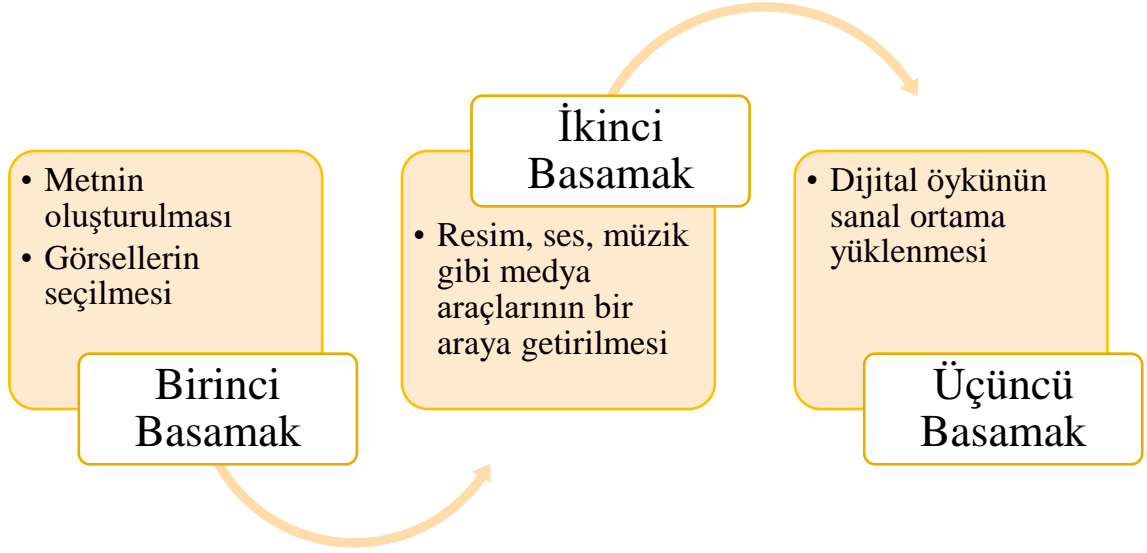 • Metnin
oluşturulması
• Görsellerin
seçilmesi
Birinci
Basamak
İkinci
Basamak
• Resim, ses, müzik
gibi medya
araçlarının bir
araya getirilmesi
• Dijital öykünün
sanal ortama
yüklenmesi
Üçüncü
Basamak